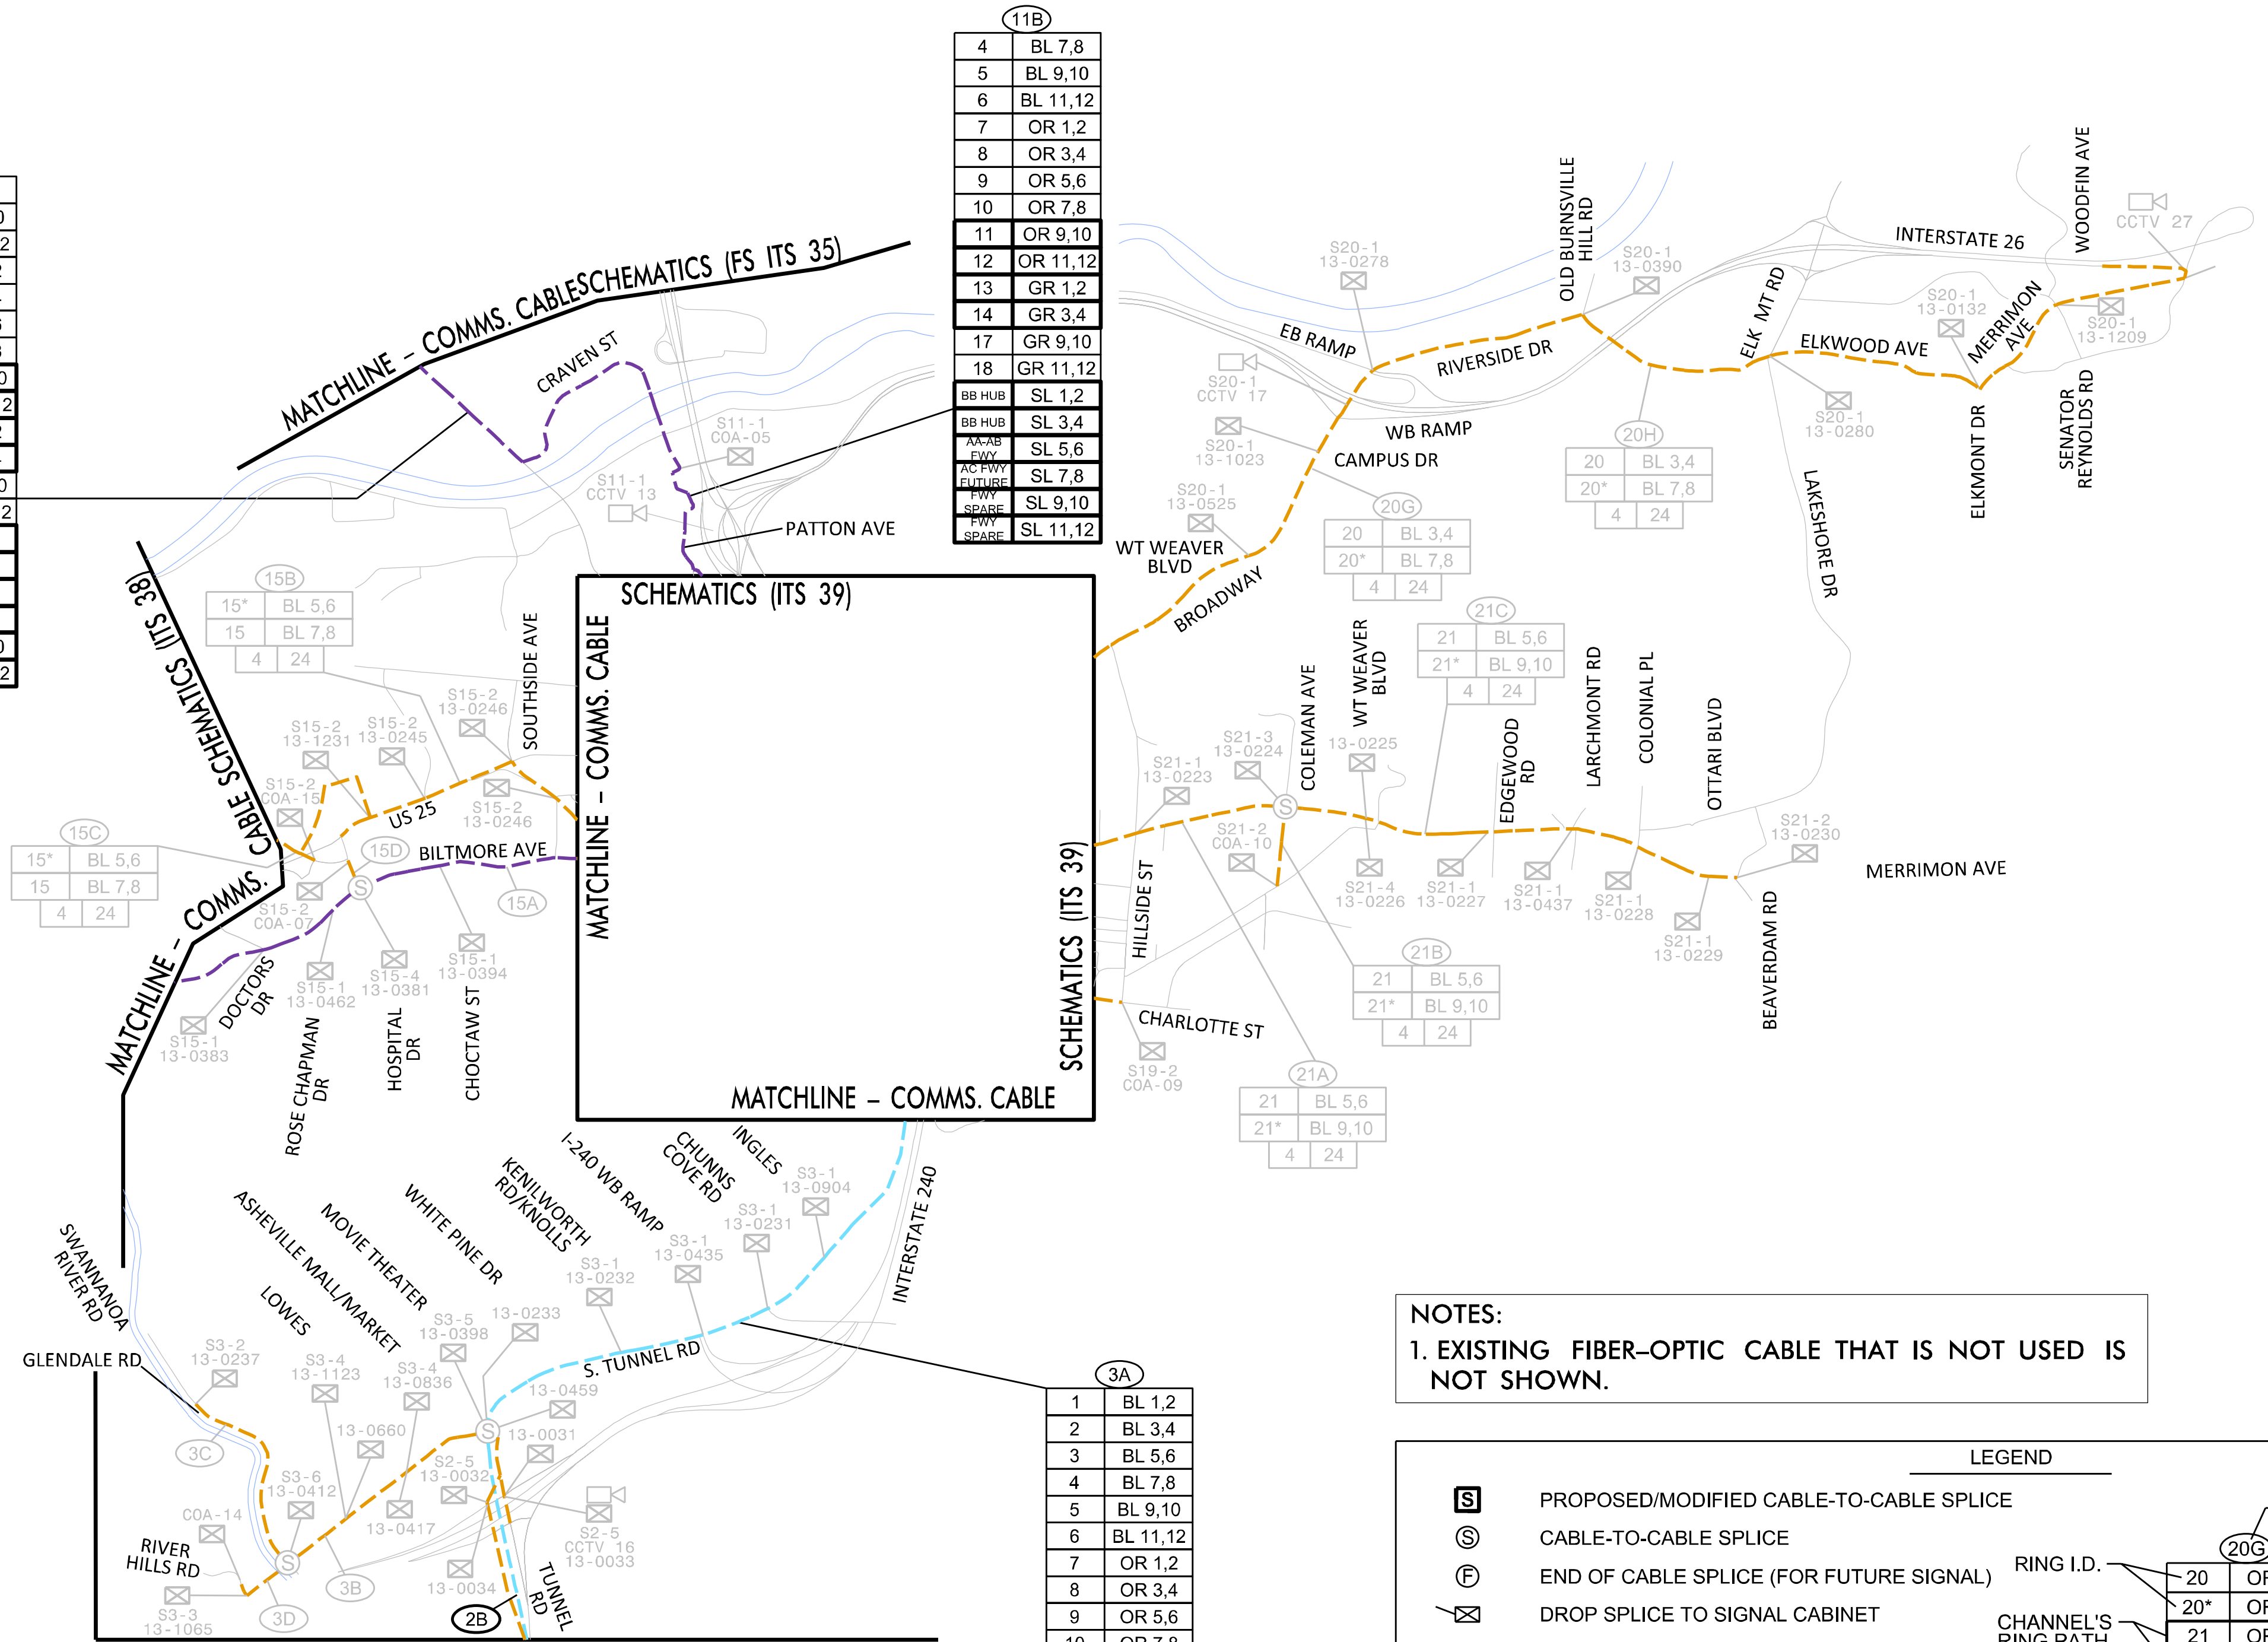 11B
4 BL 7,8
5 BL 9,10
6 BL 11,12
7 OR 1,2
8 OR 3,4
9 OR 5,6
10 OR 7,8
11 OR 9,10
12 OR 11,12
13 GR 1,2
14 GR 3,4
17 GR 9,10
18 GR 11,12
BB HUB SL 1,2
BB HUB SL 3,4
AA-AB FWY SL 5,6
AC FWY FUTURE SL 7,8
FWY SPARE SL 9,10
FWY SPARE SL 11,12
MATCHLINE – COMMS. CABLE SCHEMATICS (FS ITS 35)
CRAVEN ST
S11-1
COA-05
S11-1
CCTV 13
PATTON AVE
OLD BURNSVILLE
HILL RD
WOODFIN AVE
CCTV 27
INTERSTATE 26
S20-1
13-0278
S20-1
13-0390
EB RAMP
RIVERSIDE DR
ELK MT RD
S20-1
13-0132
MERRIMON
AVE
S20-1
13-1209
ELKWOOD AVE
S20-1
CCTV 17
S20-1
13-1023
WB RAMP
CAMPUS DR
S20-1
13-0280
ELKMONT DR
SENATOR
REYNOLDS RD
20H
20 BL 3,4
20* BL 7,8
4 24
LAKESHORE DR
S20-1
13-0525
20G
20 BL 3,4
20* BL 7,8
4 24
WT WEAVER
BLVD
BROADWAY
CABLE SCHEMATICS (ITS 38)
MATCHLINE – COMMS.
15B
15* BL 5,6
15 BL 7,8
4 24
SOUTHSIDE AVE
SCHEMATICS (ITS 39)
MATCHLINE – COMMS. CABLE
S15-2
13-0246
S15-2
13-0245
S15-2
13-1231
S15-2
COA-15
S15-2
13-0246
US 25
15C
15* BL 5,6
15 BL 7,8
4 24
15D
BILTMORE AVE
15A
S15-2
COA-07
DOCTORS
DR
S15-1
13-0383
S15-1
13-0462
S15-4
13-0381
S15-1
13-0394
ROSE CHAPMAN
DR
HOSPITAL
DR
CHOCTAW ST
21C
21 BL 5,6
21* BL 9,10
4 24
COLEMAN AVE
WT WEAVER
BLVD
EDGEWOOD
RD
LARCHMONT RD
COLONIAL PL
OTTARI BLVD
S21-1
13-0223
S21-3
13-0224
13-0225
S21-2
COA-10
S21-4
13-0226
S21-1
13-0227
S21-1
13-0437
S21-1
13-0228
S21-1
13-0229
S21-2
13-0230
MERRIMON AVE
BEAVERDAM RD
SCHEMATICS (ITS 39)
HILLSIDE ST
21B
21 BL 5,6
21* BL 9,10
4 24
CHARLOTTE ST
S19-2
COA-09
21A
21 BL 5,6
21* BL 9,10
4 24
MATCHLINE – COMMS. CABLE
MATCHLINE –
INGLES
CHUNNS
COVE RD
I-240 WB RAMP
KENILWORTH
RD/KNOLLS
WHITE PINE DR
MOVIE THEATER
ASHEVILLE MALL/MARKET
LOWES
SWANNANOA
RIVER RD
S3-1
13-0904
S3-1
13-0231
S3-1
13-0435
S3-1
13-0232
INTERSTATE 240
13-0233
S3-5
13-0398
S. TUNNEL RD
GLENDALE RD
S3-2
13-0237
S3-4
13-1123
S3-4
13-0836
13-0459
13-0660
13-0031
3C
S2-5
13-0032
S3-6
13-0412
COA-14
13-0417
S2-5
CCTV 16
13-0033
RIVER
HILLS RD
3B
13-0034
TUNNEL
RD
S3-3
13-1065
3D
2B
3A
1 BL 1,2
2 BL 3,4
3 BL 5,6
4 BL 7,8
5 BL 9,10
6 BL 11,12
7 OR 1,2
8 OR 3,4
9 OR 5,6
10 OR 7,8
NOTES:
1. EXISTING FIBER–OPTIC CABLE THAT IS NOT USED IS
NOT SHOWN.
LEGEND
S PROPOSED/MODIFIED CABLE-TO-CABLE SPLICE
S CABLE-TO-CABLE SPLICE
F END OF CABLE SPLICE (FOR FUTURE SIGNAL)
DROP SPLICE TO SIGNAL CABINET
20G
RING I.D.
20 OR
20* OR
CHANNEL'S
RING PATH
21 OR